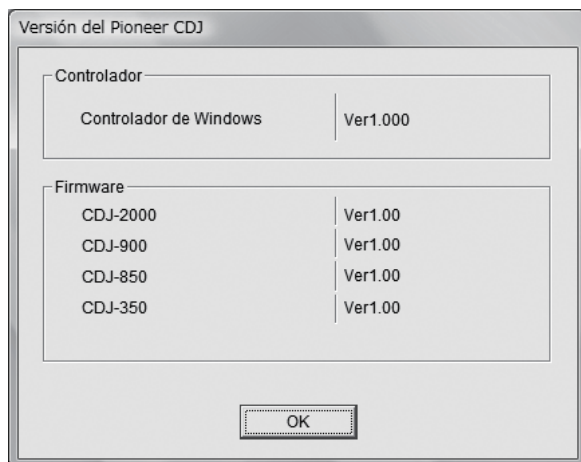 Versión del Pioneer CDJ
Controlador
Controlador de Windows Ver1.000
Firmware
CDJ-2000 Ver1.00
CDJ-900 Ver1.00
CDJ-850 Ver1.00
CDJ-350 Ver1.00
OK